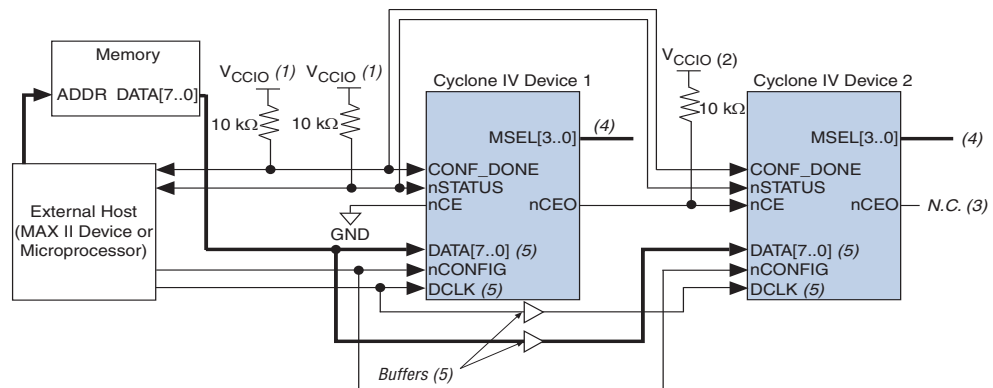 Memory
ADDR DATA[7..0]
VCCIO (1)
VCCIO (1)
10 kΩ
10 kΩ
Cyclone IV Device 1
MSEL[3..0]
(4)
CONF_DONE
nSTATUS
nCE
nCEO
DATA[7..0] (5)
nCONFIG
DCLK (5)
GND
External Host
(MAX II Device or
Microprocessor)
VCCIO (2)
10 kΩ
Cyclone IV Device 2
MSEL[3..0]
(4)
CONF_DONE
nSTATUS
nCE
nCEO
N.C. (3)
DATA[7..0] (5)
nCONFIG
DCLK (5)
Buffers (5)